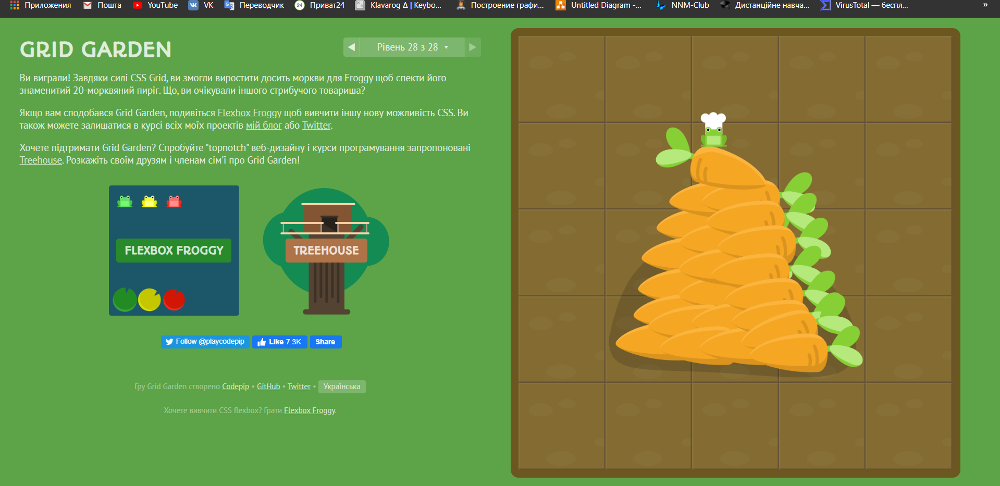 Приложения
Пошта
YouTube
VK
Переводчик
24 Приват24
Klavarog Δ | Keybo...
Построение графи...
Untitled Diagram -...
NNM-Club
Дистанційне навча...
VirusTotal — беспл...
»
GRID GARDEN
Рівень 28 з 28
Ви виграли! Завдяки силі CSS Grid, ви змогли виростити досить моркви для Froggy щоб спекти його
знаменитий 20-морквяний пиріг. Що, ви очікували іншого стрибучого товариша?
Якщо вам сподобався Grid Garden, подивіться Flexbox Froggy щоб вивчити іншу нову можливість CSS. Ви
також можете залишатися в курсі всіх моїх проектів мій блог або Twitter.
Хочете підтримати Grid Garden? Спробуйте "topnotch" веб-дизайну і курси програмування запропоновані
Treehouse. Розкажіть своїм друзям і членам сім'ї про Grid Garden!
FLEXBOX FROGGY
TREEHOUSE
Follow @playcodepip
Like 7.3K
Share
Гру Grid Garden створено Codepip • GitHub • Twitter • Українська
Хочете вивчити CSS flexbox? Грати Flexbox Froggy.